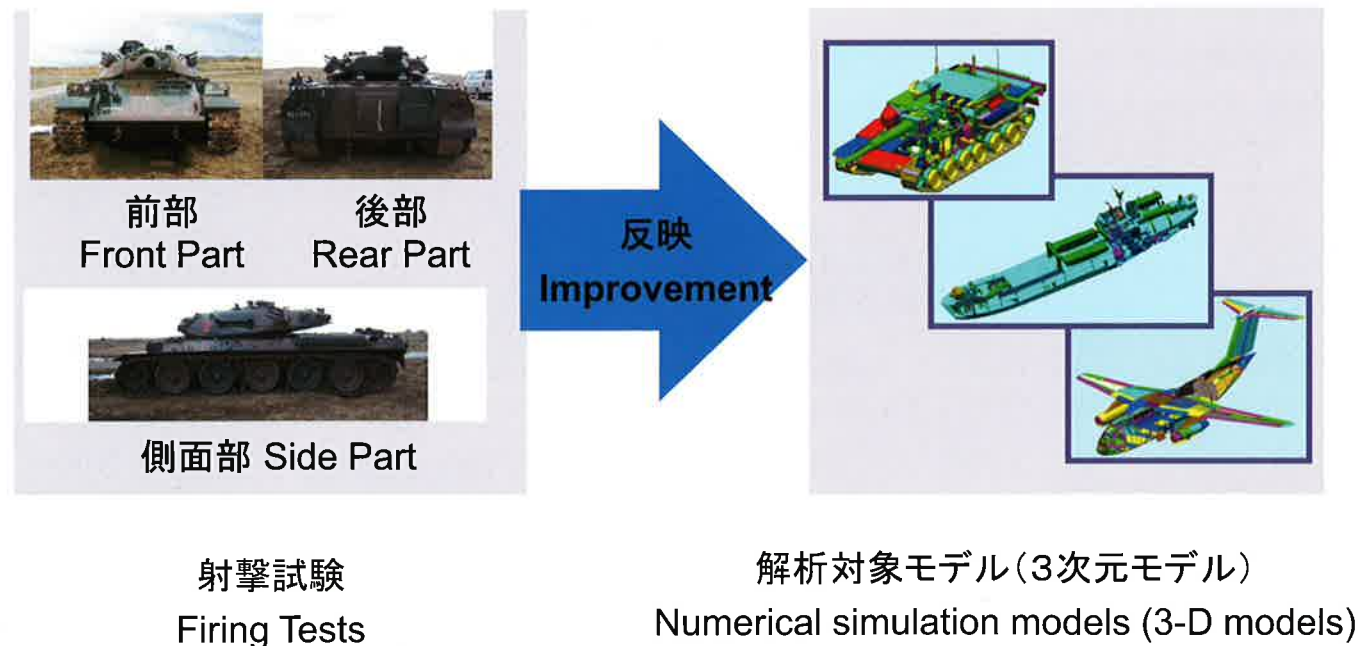 前部
Front Part
後部
Rear Part
側面部 Side Part
反映
Improvement
射撃試験
Firing Tests
解析対象モデル(3次元モデル)
Numerical simulation models (3-D models)